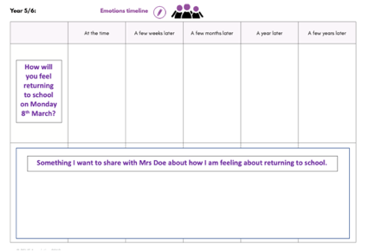 Year 5/6: Emotions timeline
At the time A few weeks later A few months later A year later A few years later
How will
you feel
returning
to school
on Monday
8th March?
Something I want to share with Mrs Doe about how I am feeling about returning to school.